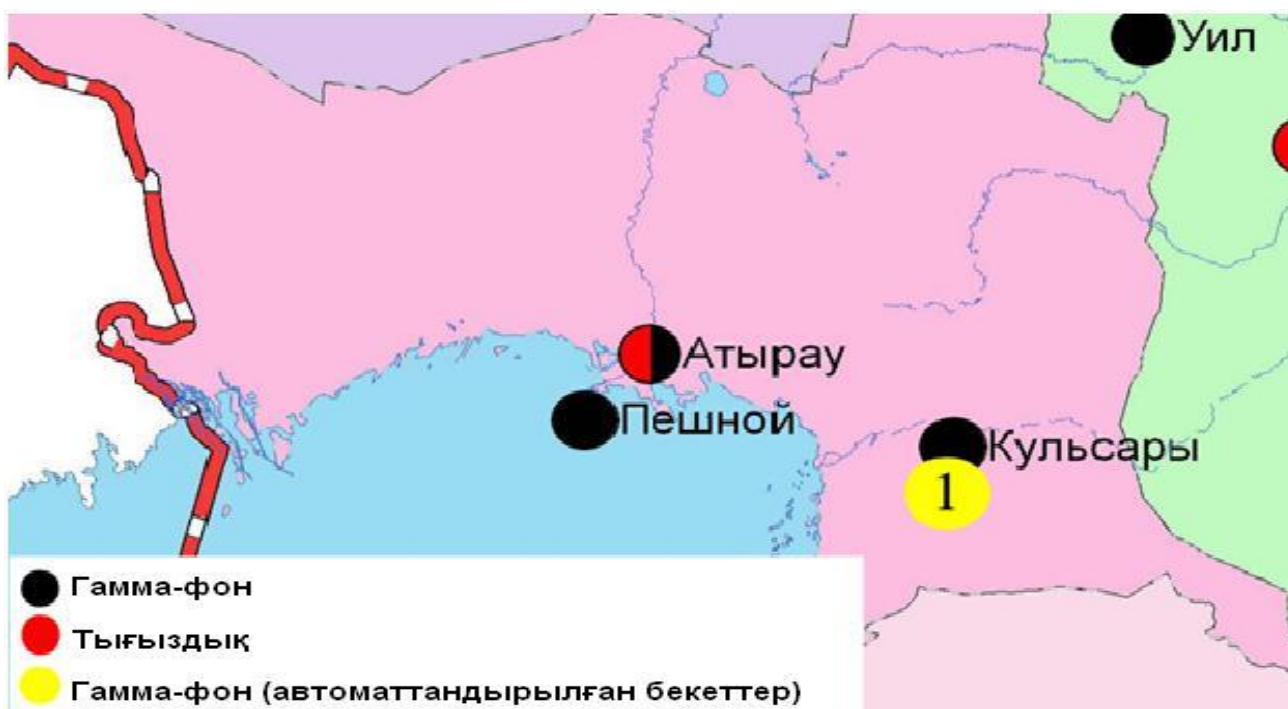 Уил
Атырау
Пешной
Кульсары
1
Гамма-фон
Тығыздық
Гамма-фон (автоматтандырылған бекеттер)